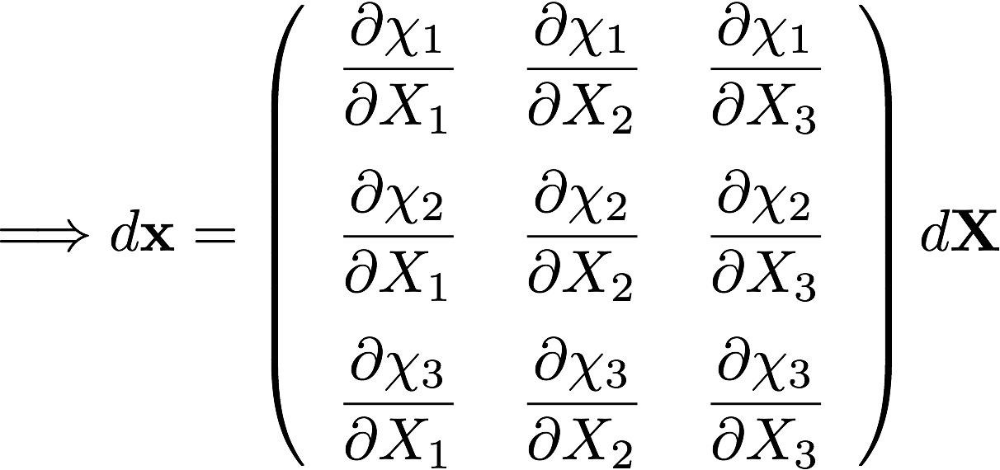 ⟹ d𝐱 = ( ∂χ₁/∂X₁ ∂χ₁/∂X₂ ∂χ₁/∂X₃
∂χ₂/∂X₁ ∂χ₂/∂X₂ ∂χ₂/∂X₃
∂χ₃/∂X₁ ∂χ₃/∂X₂ ∂χ₃/∂X₃ ) d𝐗